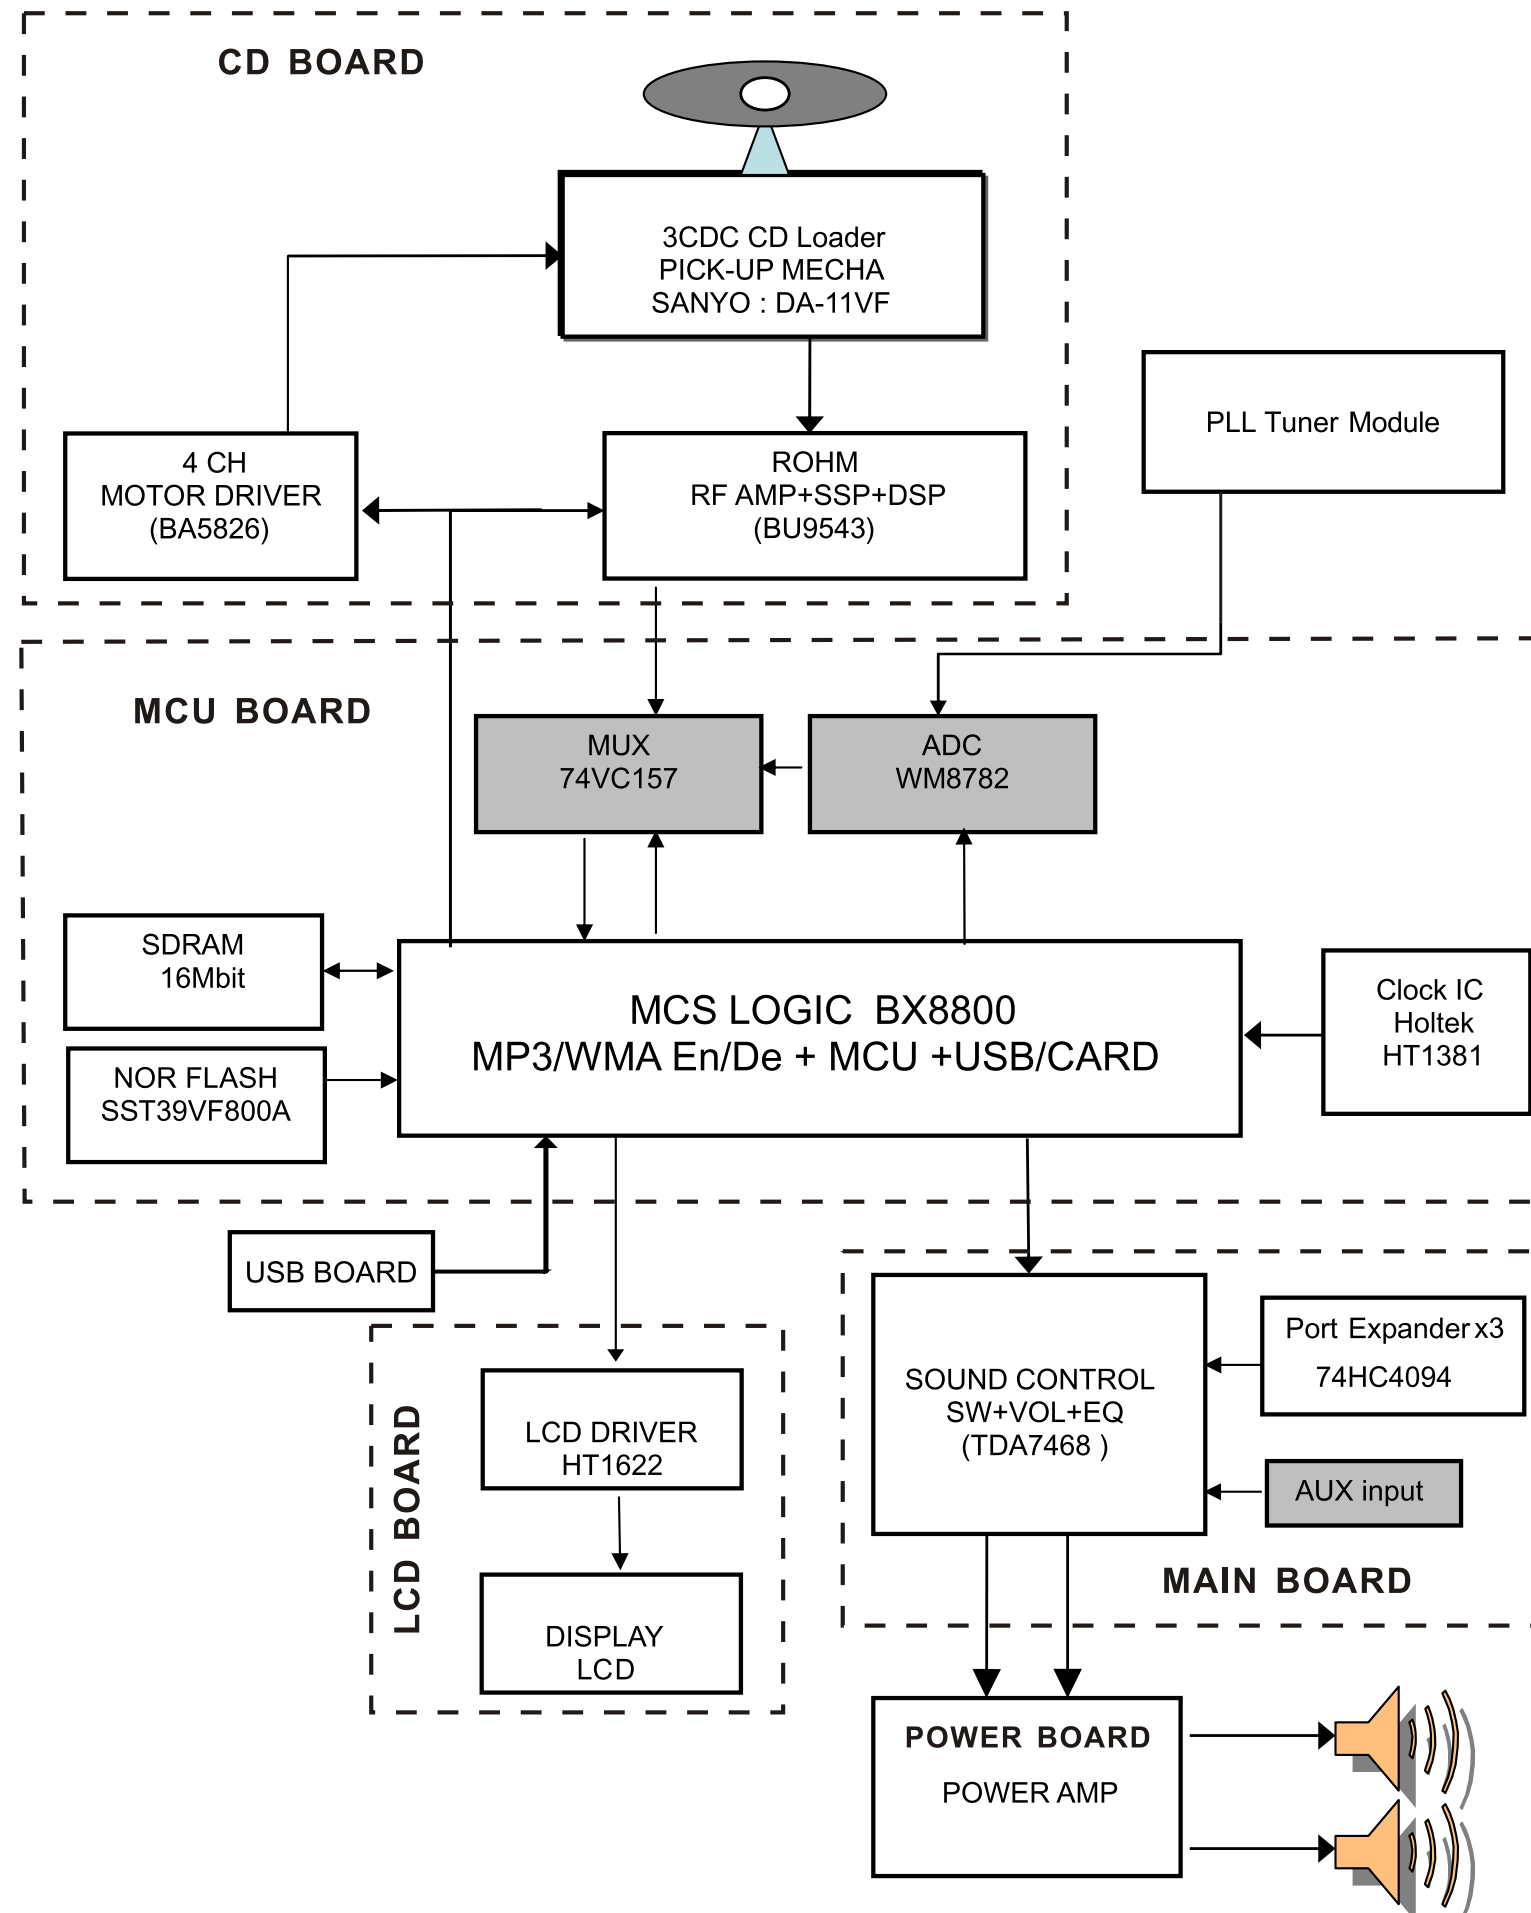 CD BOARD
3CDC CD Loader
PICK-UP MECHA
SANYO : DA-11VF
PLL Tuner Module
4 CH
MOTOR DRIVER
(BA5826)
ROHM
RF AMP+SSP+DSP
(BU9543)
MCU BOARD
MUX
74VC157
ADC
WM8782
SDRAM
16Mbit
MCS LOGIC BX8800
MP3/WMA En/De + MCU +USB/CARD
Clock IC
Holtek
HT1381
NOR FLASH
SST39VF800A
USB BOARD
Port Expander x3
74HC4094
SOUND CONTROL
SW+VOL+EQ
(TDA7468 )
LCD BOARD
LCD DRIVER
HT1622
AUX input
MAIN BOARD
DISPLAY
LCD
POWER BOARD
POWER AMP